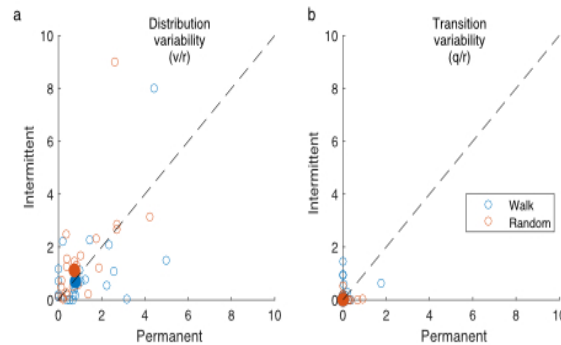 a
Distribution
variability
(v/r)
10
8
6
4
2
0
Intermittent
0 2 4 6 8 10
Permanent
b
Transition
variability
(q/r)
10
8
6
4
2
0
Intermittent
Walk
Random
0 2 4 6 8 10
Permanent